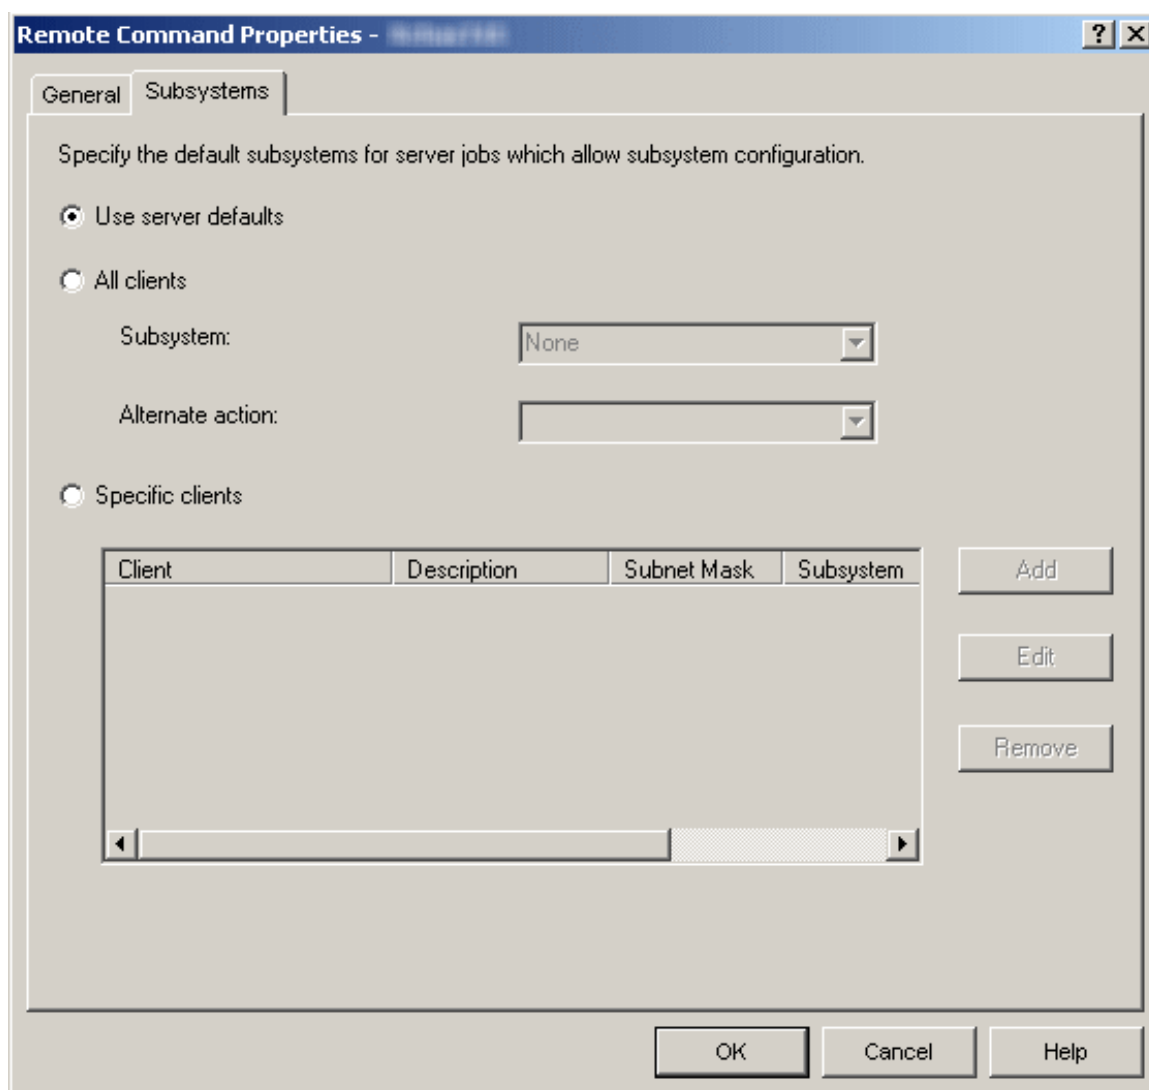 Remote Command Properties -
General
Subsystems
Specify the default subsystems for server jobs which allow subsystem configuration.
Use server defaults
All clients
Subsystem:
None
Alternate action:
Specific clients
Client Description Subnet Mask Subsystem
Add
Edit
Remove
OK Cancel Help